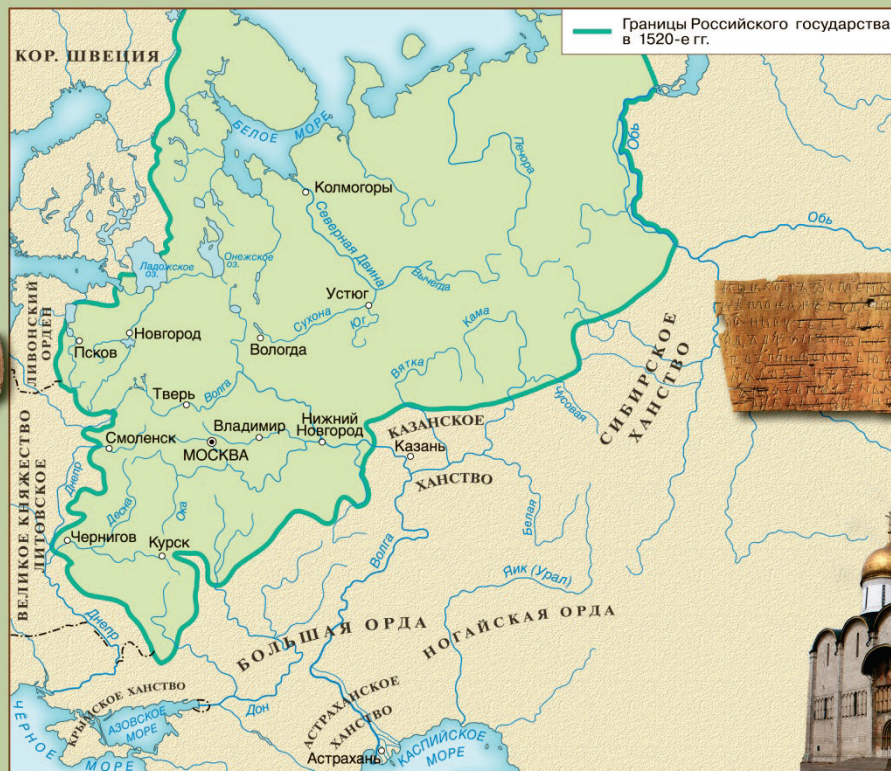 Границы Российского государства
в 1520-е гг.
КОР. ШВЕЦИЯ
БЕЛОЕ МОРЕ
Обь
Печора
Колмогоры
Северная Двина
Обь
Ладожское
оз.
Онежское
оз.
Вычегда
Устюг
Сухона
Юг
Кама
ЛИВОНСКИЙ
ОРДЕН
Новгород
Псков
Вологда
Вятка
СИБИРСКОЕ
ХАНСТВО
Чусовая
Тверь
Волга
Владимир
Нижний
Новгород
КАЗАНСКОЕ
ХАНСТВО
Казань
Смоленск
МОСКВА
ВЕЛИКОЕ КНЯЖЕСТВО
ЛИТОВСКОЕ
Днепр
Десна
Ока
Белая
Чернигов
Курск
Волга
Яик (Урал)
Днепр
БОЛЬШАЯ ОРДА
НОГАЙСКАЯ ОРДА
КРЫМСКОЕ ХАНСТВО
Дон
АСТРАХАНСКОЕ
ХАНСТВО
АЗОВСКОЕ
МОРЕ
ЧЕРНОЕ
МОРЕ
Астрахань
КАСПИЙСКОЕ
МОРЕ